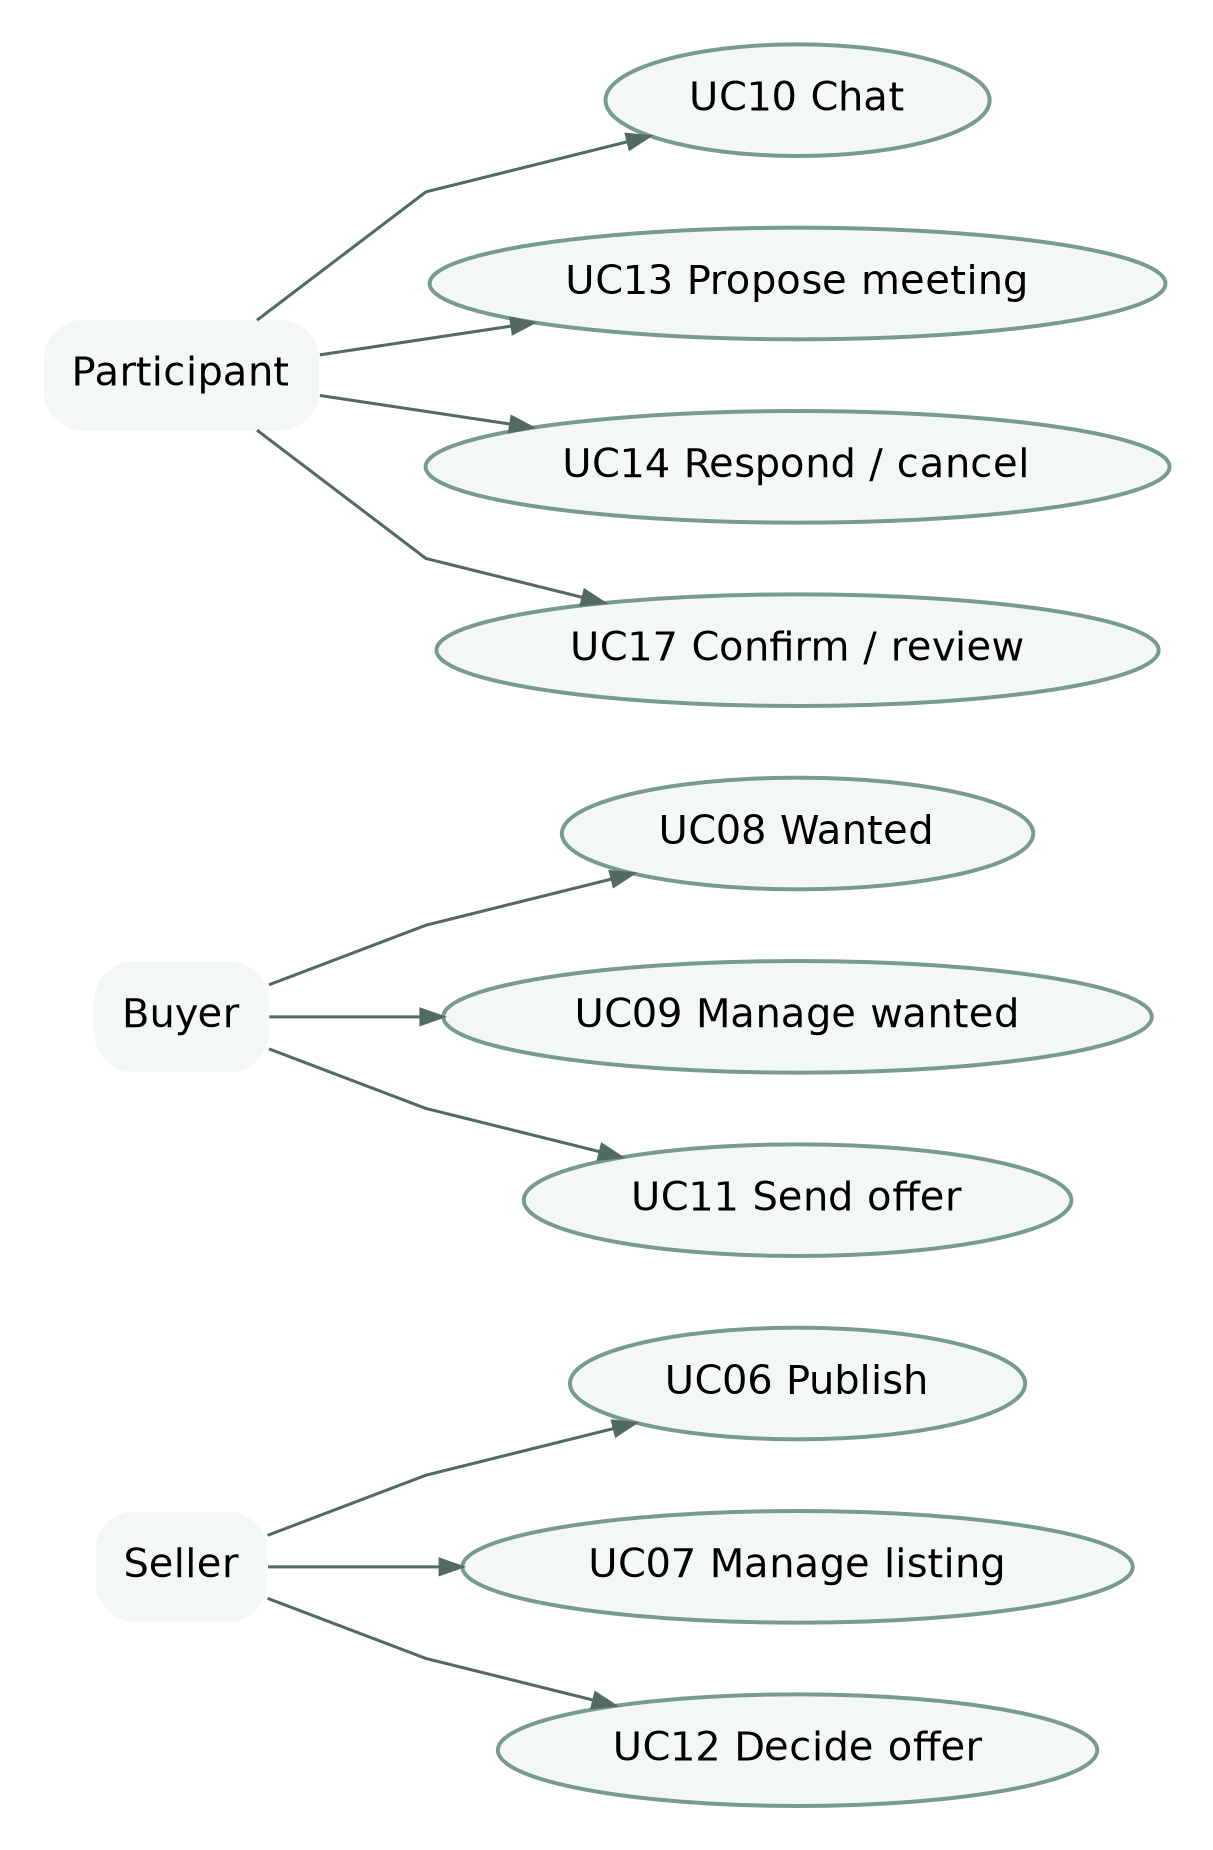 UC10 Chat
UC13 Propose meeting
Participant
UC14 Respond / cancel
UC17 Confirm / review
UC08 Wanted
Buyer
UC09 Manage wanted
UC11 Send offer
UC06 Publish
Seller
UC07 Manage listing
UC12 Decide offer